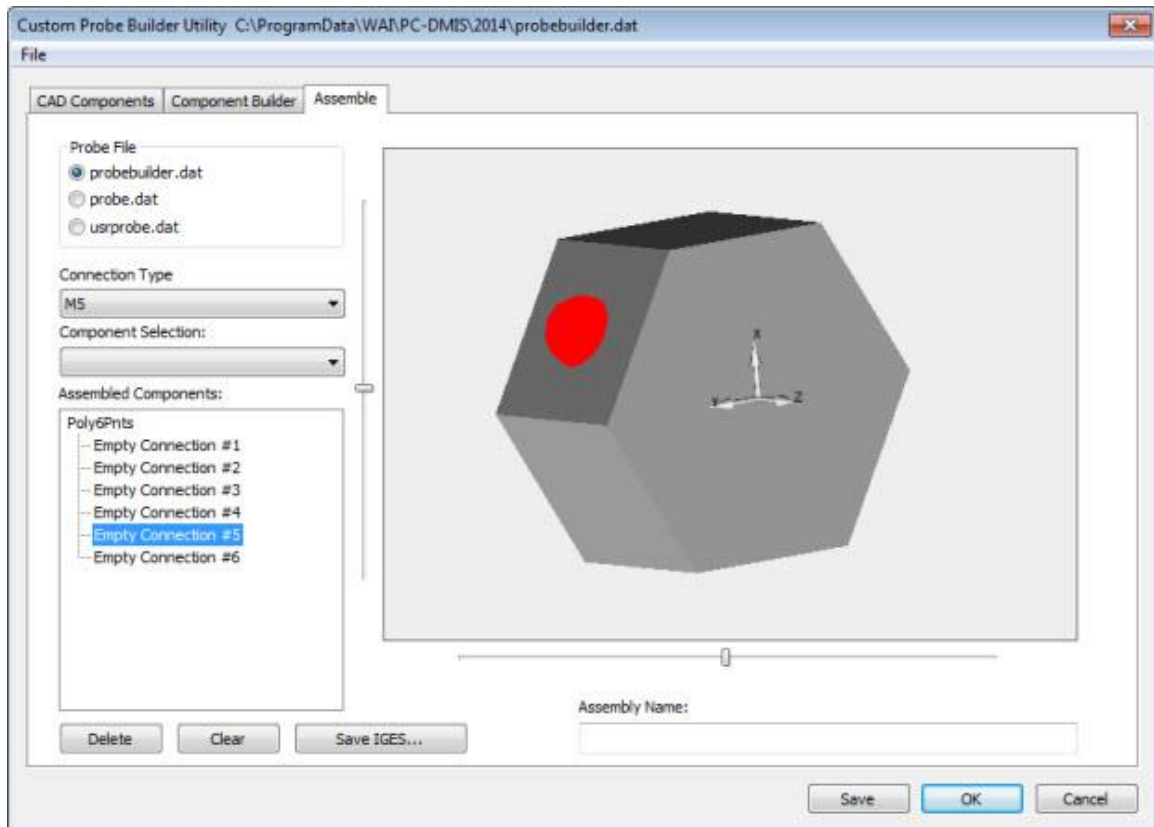 Custom Probe Builder Utility C:\ProgramData\WAI\PC-DMIS\2014\probebuilder.dat
File
CAD Components
Component Builder
Assemble
Probe File
probebuilder.dat
probe.dat
usrprobe.dat
Connection Type
M5
Component Selection:
Assembled Components:
Poly6Pnts
Empty Connection #1
Empty Connection #2
Empty Connection #3
Empty Connection #4
Empty Connection #5
Empty Connection #6
X
Y
Z
Delete
Clear
Save IGES...
Assembly Name:
Save
OK
Cancel